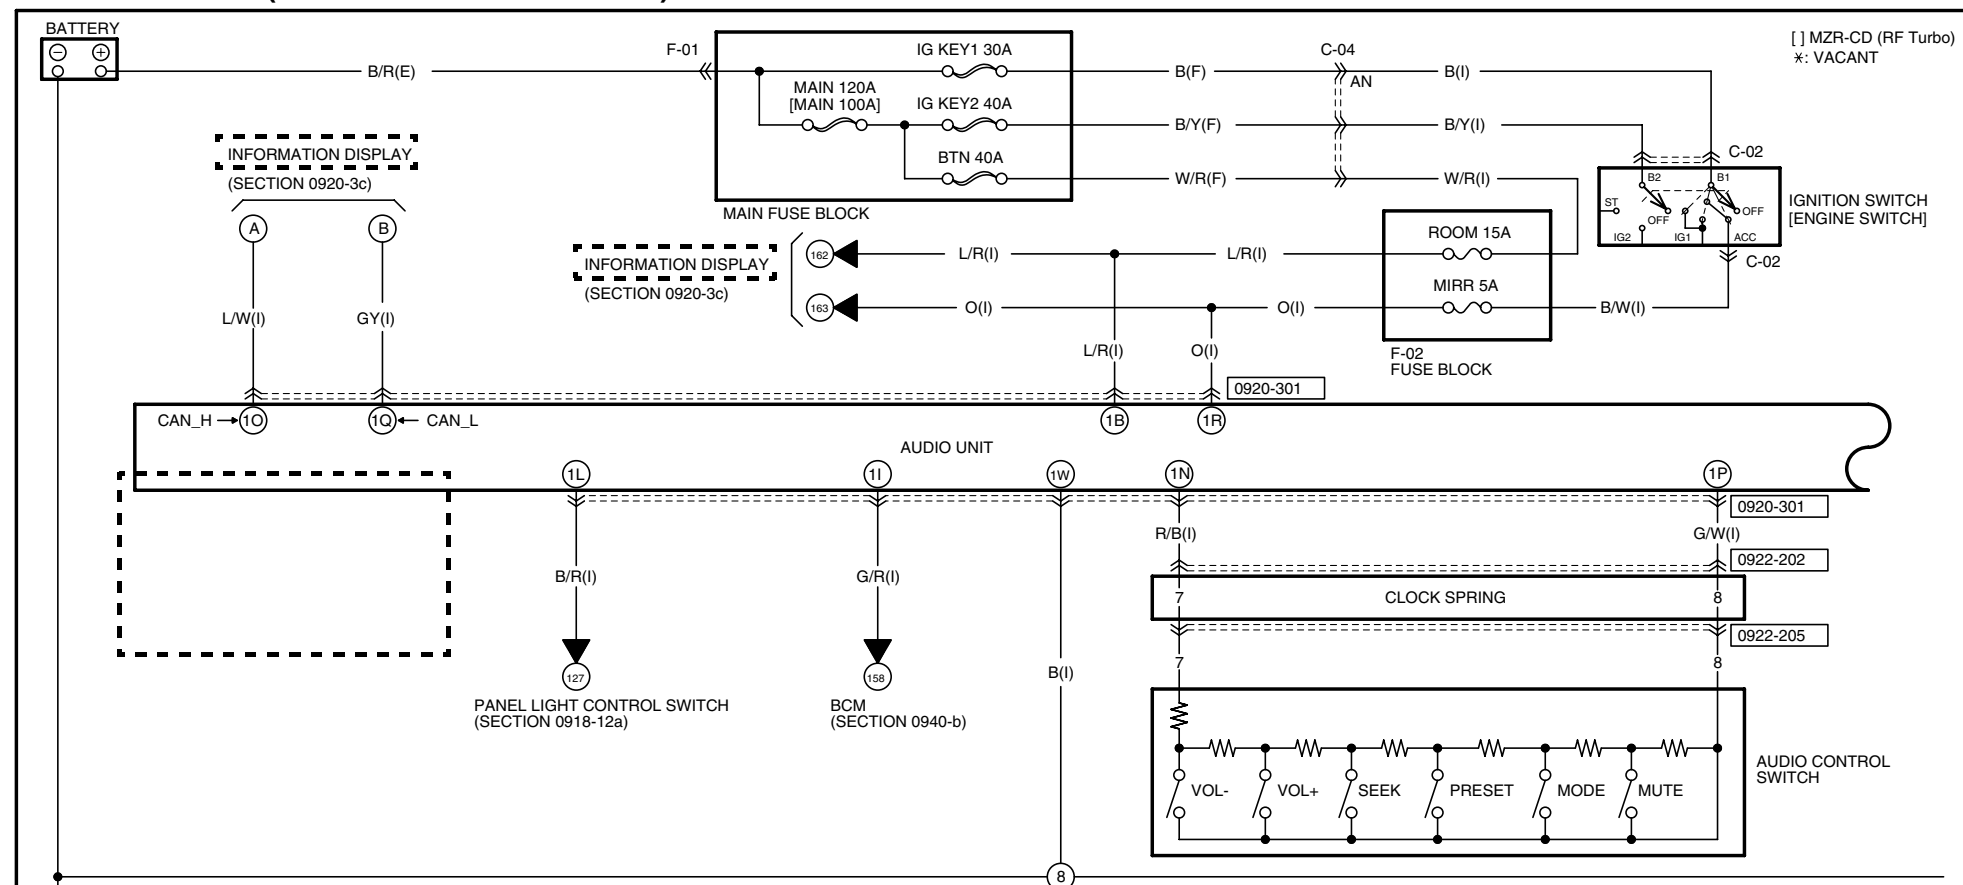 BATTERY
− +
B/R(E)
F-01
IG KEY1 30A
MAIN 120A
[MAIN 100A]
IG KEY2 40A
BTN 40A
MAIN FUSE BLOCK
B(F)
B/Y(F)
W/R(F)
C-04
AN
B(I)
B/Y(I)
W/R(I)
[ ] MZR-CD (RF Turbo)
*: VACANT
C-02
B2 B1
ST
OFF OFF
IG2 IG1 ACC
IGNITION SWITCH
[ENGINE SWITCH]
C-02
INFORMATION DISPLAY
(SECTION 0920-3c)
A B
L/W(I) GY(I)
INFORMATION DISPLAY
(SECTION 0920-3c)
162 L/R(I) L/R(I)
163 O(I) O(I)
ROOM 15A
MIRR 5A
B/W(I)
F-02
FUSE BLOCK
L/R(I) O(I)
0920-301
CAN_H 1O 1Q CAN_L 1B 1R
AUDIO UNIT
1L 1I 1W 1N 1P
0920-301
R/B(I) G/W(I)
0922-202
B/R(I) G/R(I)
7 CLOCK SPRING 8
0922-205
7 8
127 158
B(I)
PANEL LIGHT CONTROL SWITCH
(SECTION 0918-12a)
BCM
(SECTION 0940-b)
VOL- VOL+ SEEK PRESET MODE MUTE
AUDIO CONTROL
SWITCH
8